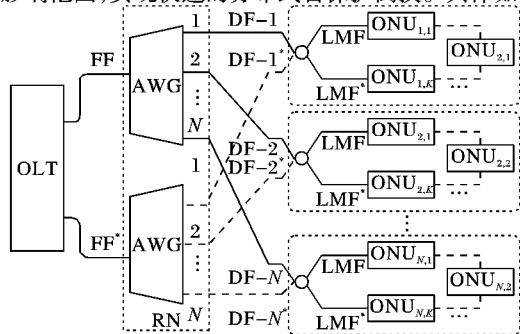 1 DF-1 LMF ONU1,1
FF DF-1* ONU2,1
2 ONU1,K
AWG LMF* ...
⋮
N DF-2 LMF ONU2,1
OLT 1 DF-2* ONU2,2
2 LMF* ONU2,K
FF* AWG ...
⋮ ⋮
DF-N LMF ONUN,1
ONUN,2
RN N DF-N* LMF* ONUN,K
...